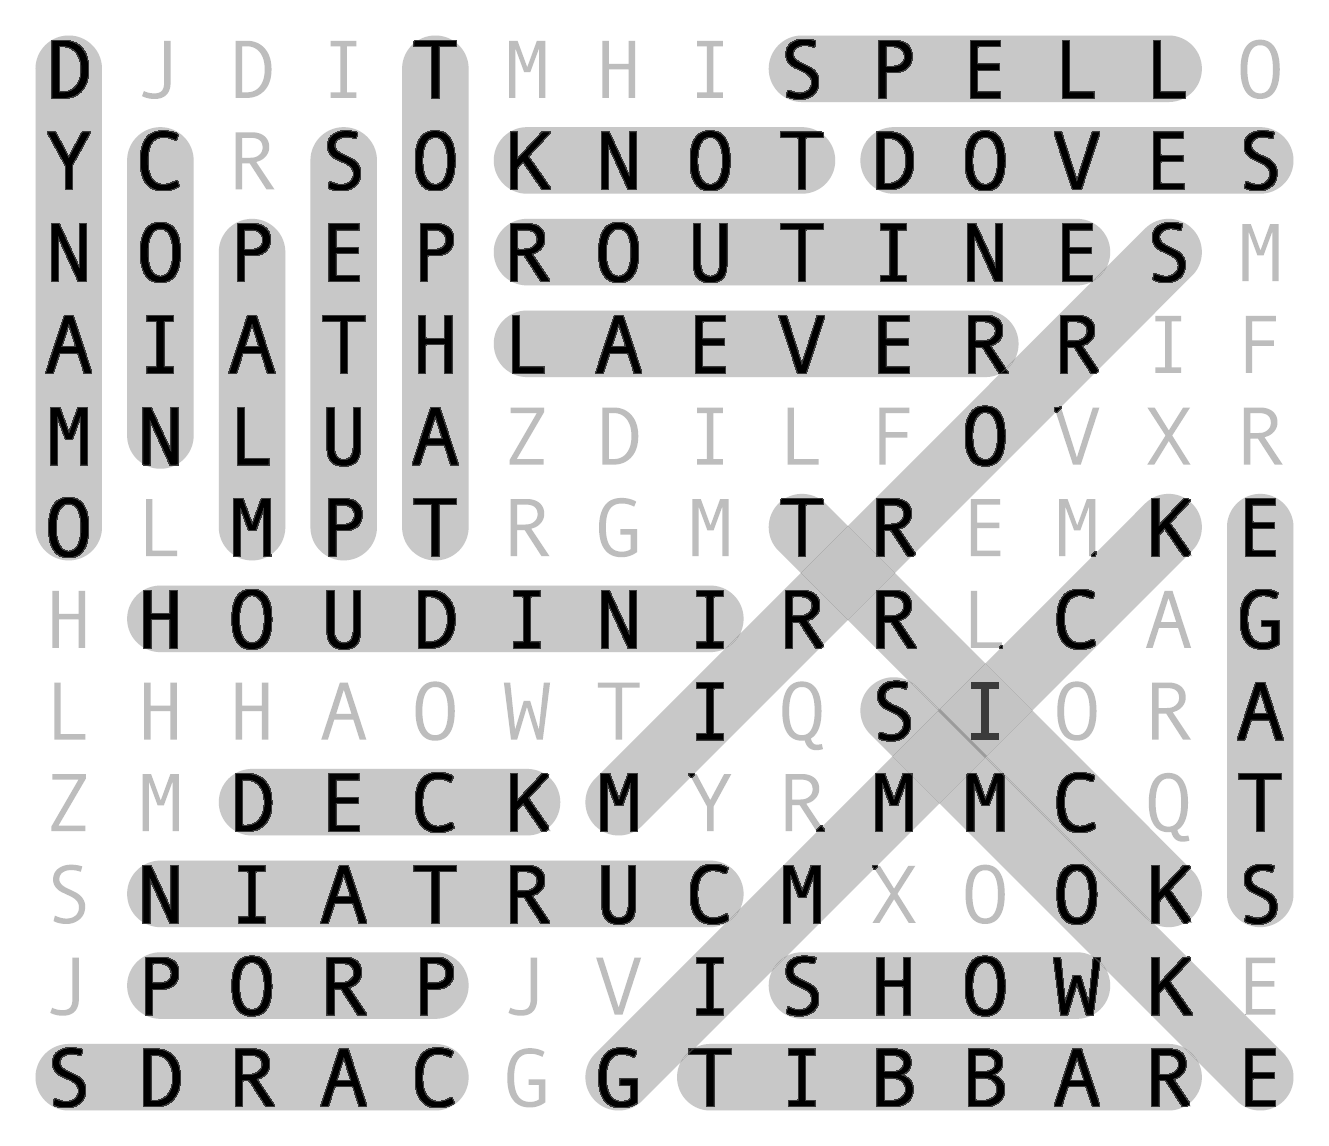 D J D I T M H I S P E L L O
Y C R S O K N O T D O V E S
N O P E P R O U T I N E S M
A I A T H L A E V E R R I F
M N L U A Z D I L F O V X R
O L M P T R G M T R E M K E
H H O U D I N I R R L C A G
L H H A O W T I Q S I O R A
Z M D E C K M Y R M M C Q T
S N I A T R U C M X O O K S
J P O R P J V I S H O W K E
S D R A C G G T I B B A R E